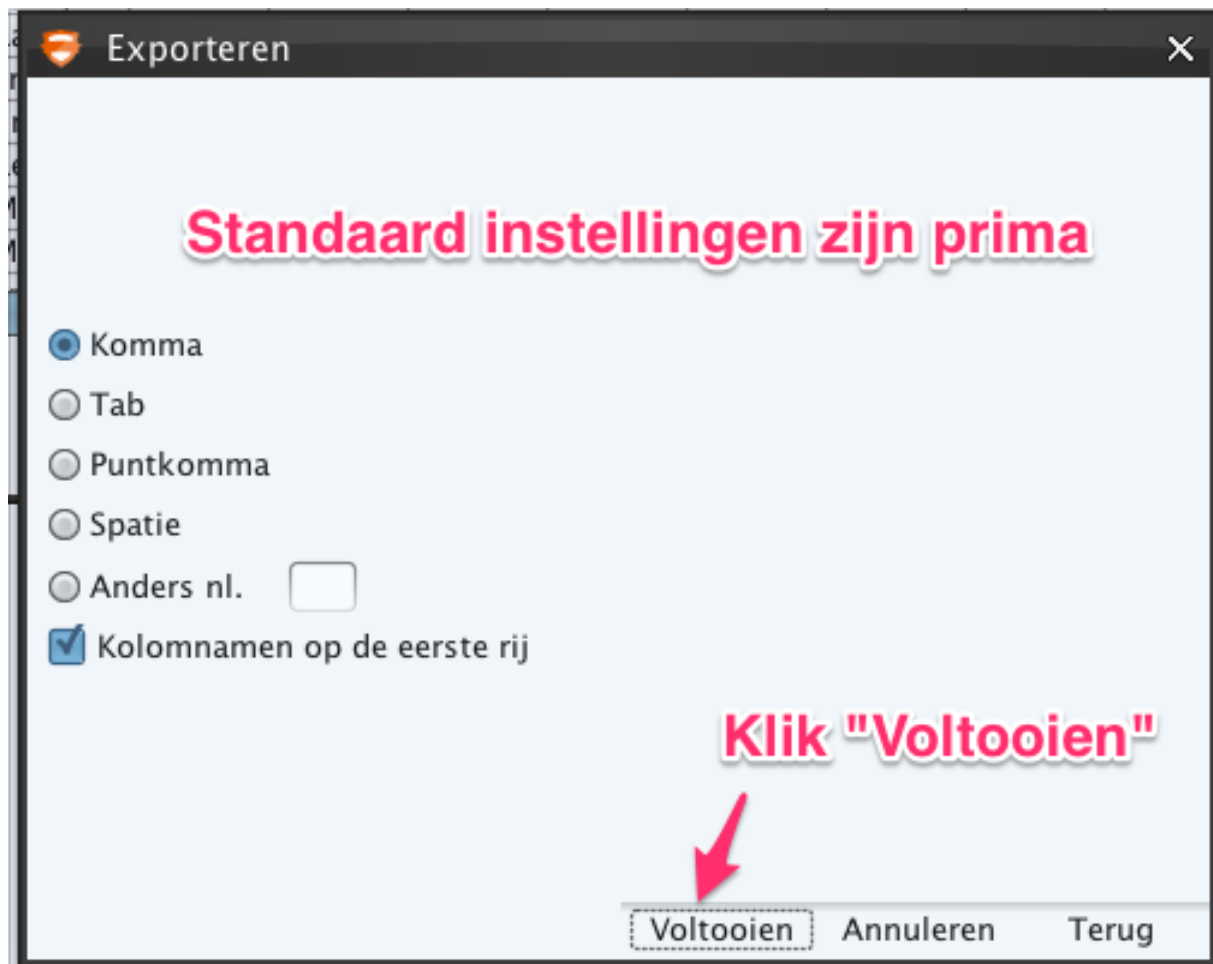 Exporteren
Standaard instellingen zijn prima
Komma
Tab
Puntkomma
Spatie
Anders nl.
Kolomnamen op de eerste rij
Klik "Voltooien"
Voltooien Annuleren Terug